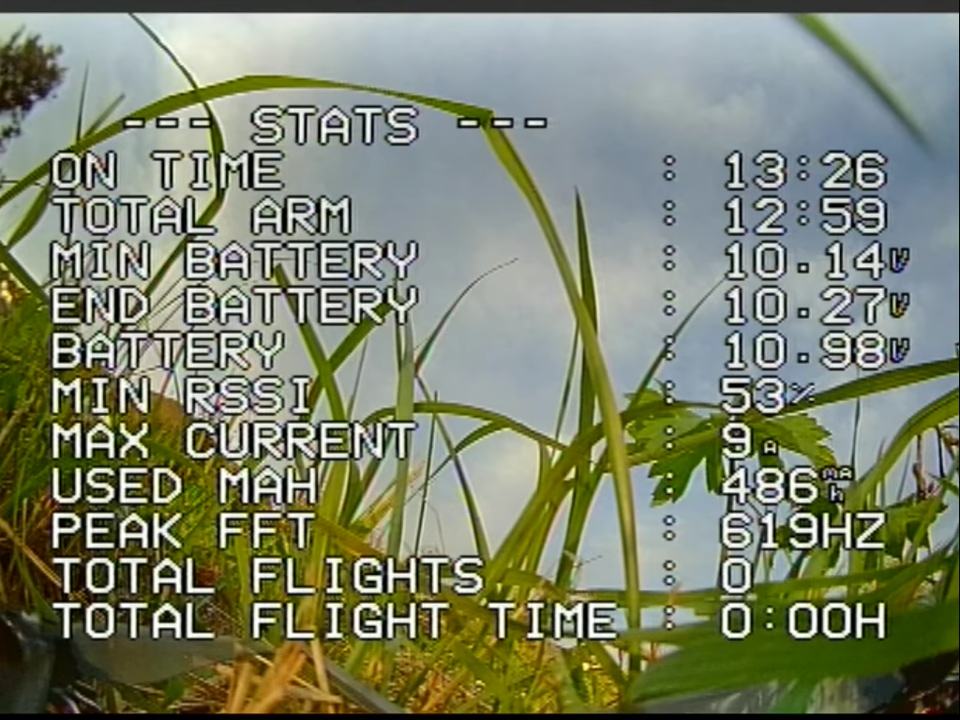 --- STATS ---
ON TIME : 13:26
TOTAL ARM : 12:59
MIN BATTERY : 10.14V
END BATTERY : 10.27V
BATTERY : 10.98V
MIN RSSI : 53%
MAX CURRENT : 9A
USED MAH : 486mAh
PEAK FFT : 619HZ
TOTAL FLIGHTS : 0
TOTAL FLIGHT TIME : 0:00H